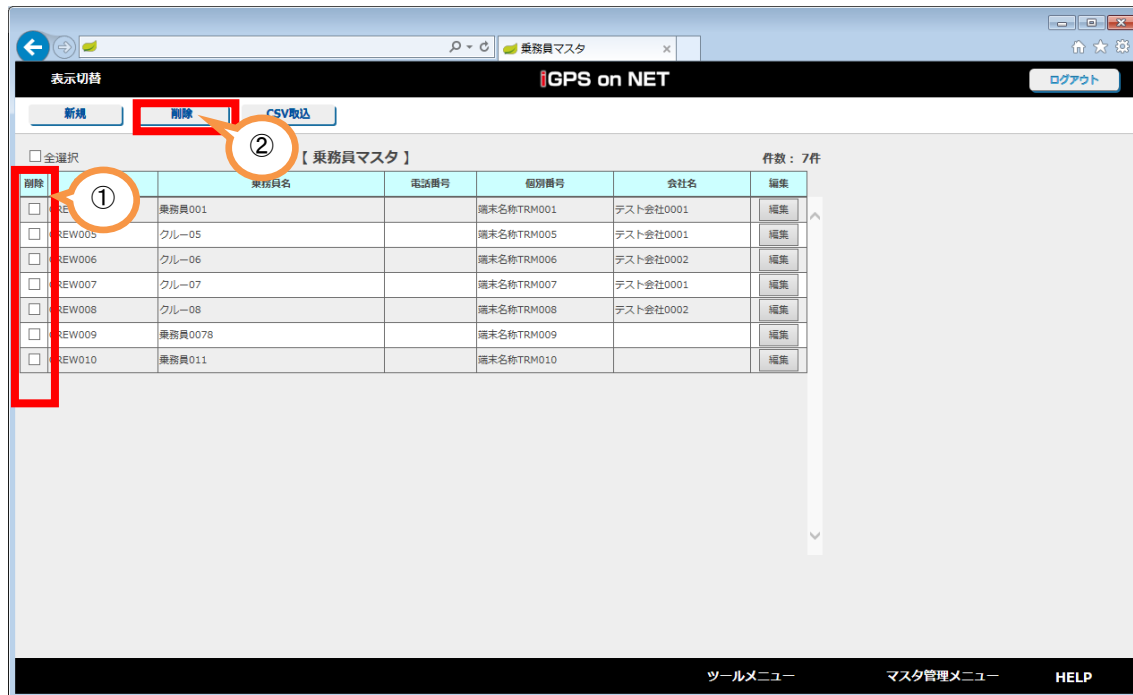 乗務員マスタ
表示切替 iGPS on NET ログアウト
新規 削除 CSV取込
②
全選択 【 乗務員マスタ 】 件数： 7件
①
削除 乗務員名 電話番号 個別番号 会社名 編集
乗務員001 端末名称TRM001 テスト会社0001 編集
CREW005 クルー05 端末名称TRM005 テスト会社0001 編集
CREW006 クルー06 端末名称TRM006 テスト会社0002 編集
CREW007 クルー07 端末名称TRM007 テスト会社0001 編集
CREW008 クルー08 端末名称TRM008 テスト会社0002 編集
CREW009 乗務員0078 端末名称TRM009 編集
CREW010 乗務員011 端末名称TRM010 編集
ツールメニュー マスタ管理メニュー HELP